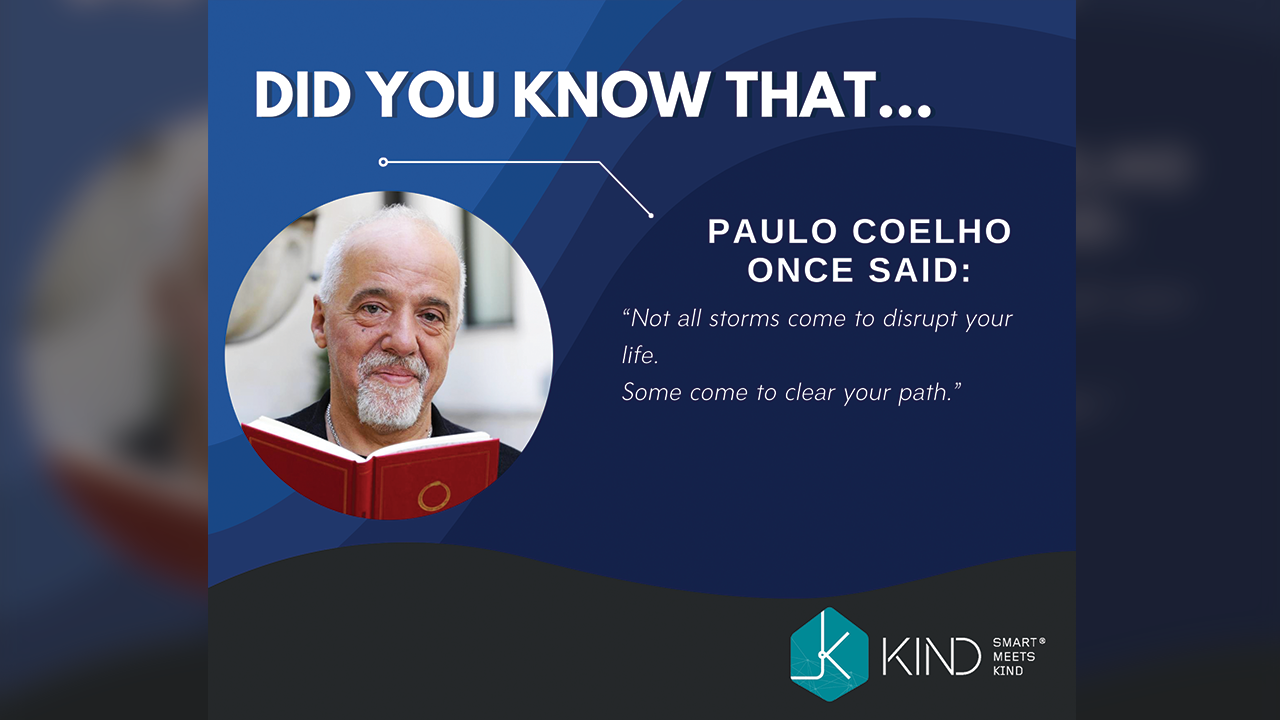 DID YOU KNOW THAT...
PAULO COELHO
ONCE SAID:
“Not all storms come to disrupt your
life.
Some come to clear your path.”
KIND
SMART®
MEETS
KIND